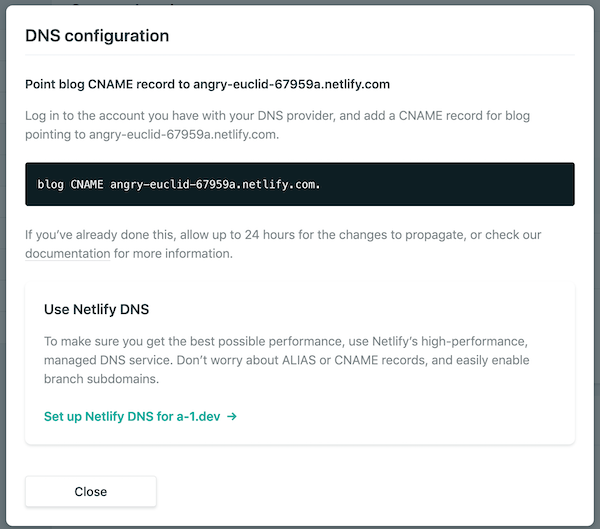 DNS configuration
Point blog CNAME record to angry-euclid-67959a.netlify.com
Log in to the account you have with your DNS provider, and add a CNAME record for blog
pointing to angry-euclid-67959a.netlify.com.
blog CNAME angry-euclid-67959a.netlify.com.
If you’ve already done this, allow up to 24 hours for the changes to propagate, or check our
documentation for more information.
Use Netlify DNS
To make sure you get the best possible performance, use Netlify’s high-performance,
managed DNS service. Don’t worry about ALIAS or CNAME records, and easily enable
branch subdomains.
Set up Netlify DNS for a-1.dev →
Close